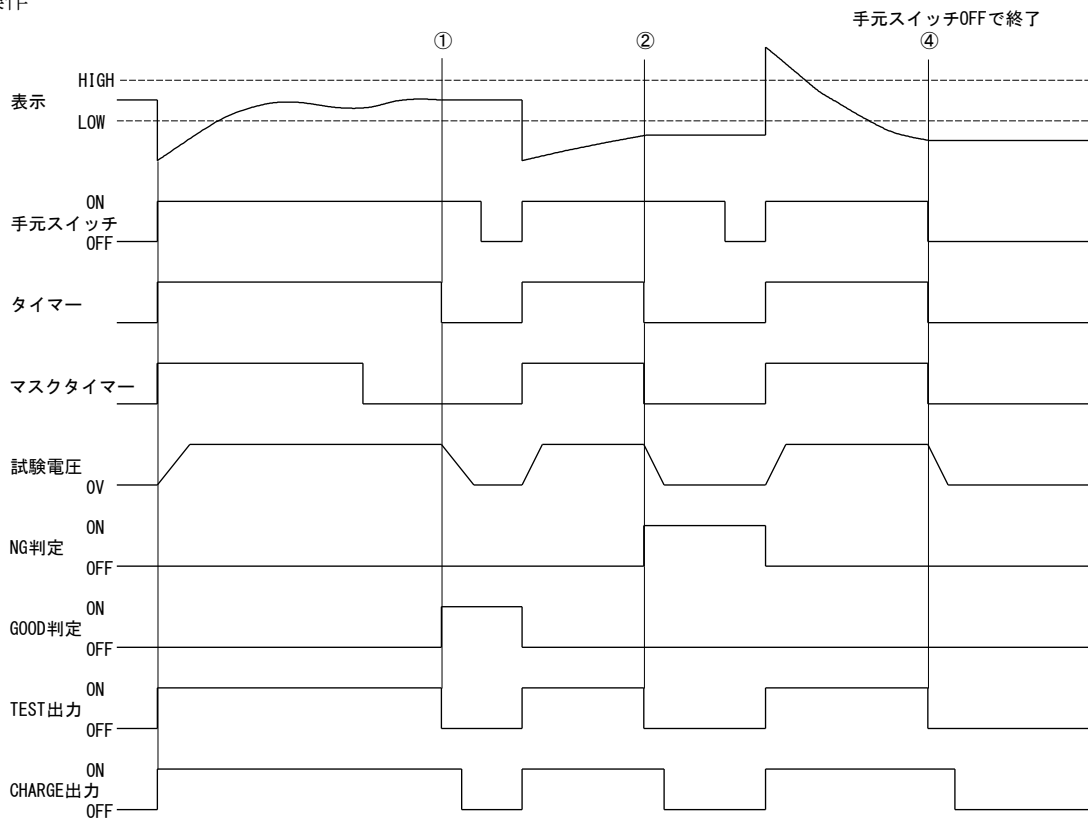 手元スイッチOFFで終了
① ② ④
HIGH
表示
LOW
ON
手元スイッチ
OFF
タイマー
マスクタイマー
試験電圧
0V
ON
NG判定
OFF
ON
GOOD判定
OFF
ON
TEST出力
OFF
ON
CHARGE出力
OFF